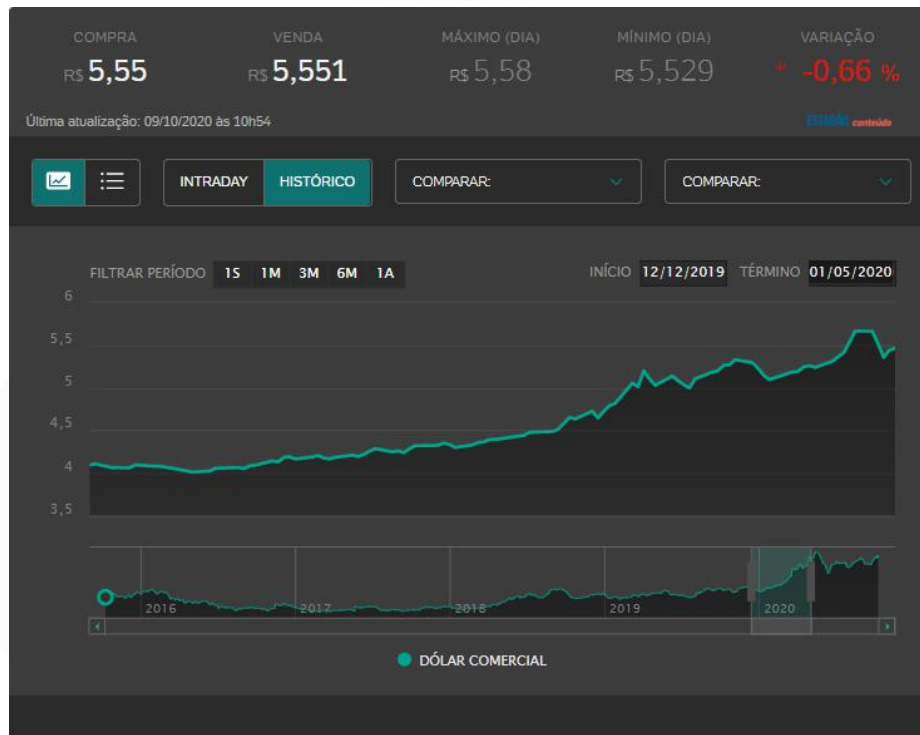 COMPRA VENDA MÁXIMO (DIA) MÍNIMO (DIA) VARIAÇÃO
R$ 5,55 R$ 5,551 R$ 5,58 R$ 5,529 -0,66 %
Última atualização: 09/10/2020 às 10h54 conteúdo
INTRADAY HISTÓRICO COMPARAR: COMPARAR:
FILTRAR PERÍODO 1S 1M 3M 6M 1A INÍCIO 12/12/2019 TÉRMINO 01/05/2020
6
5,5
5
4,5
4
3,5
2016 2017 2018 2019 2020
DÓLAR COMERCIAL